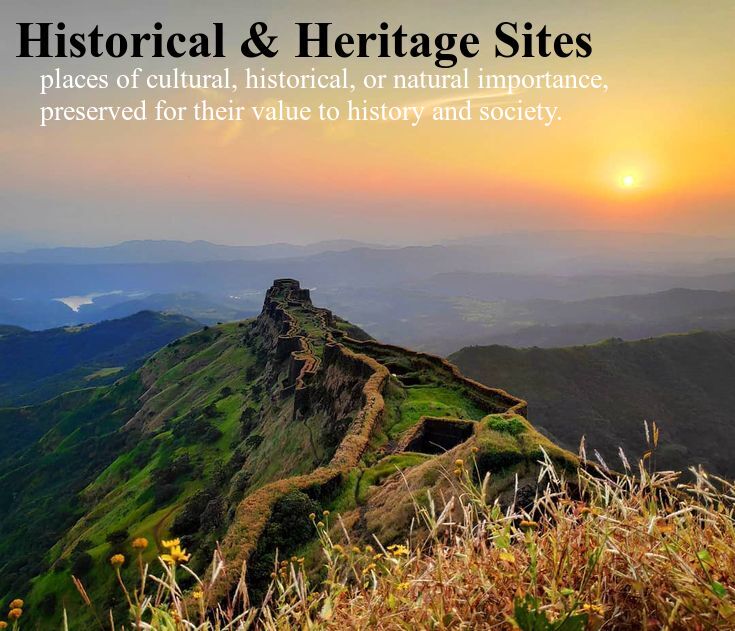 Historical & Heritage Sites
places of cultural, historical, or natural importance,
preserved for their value to history and society.